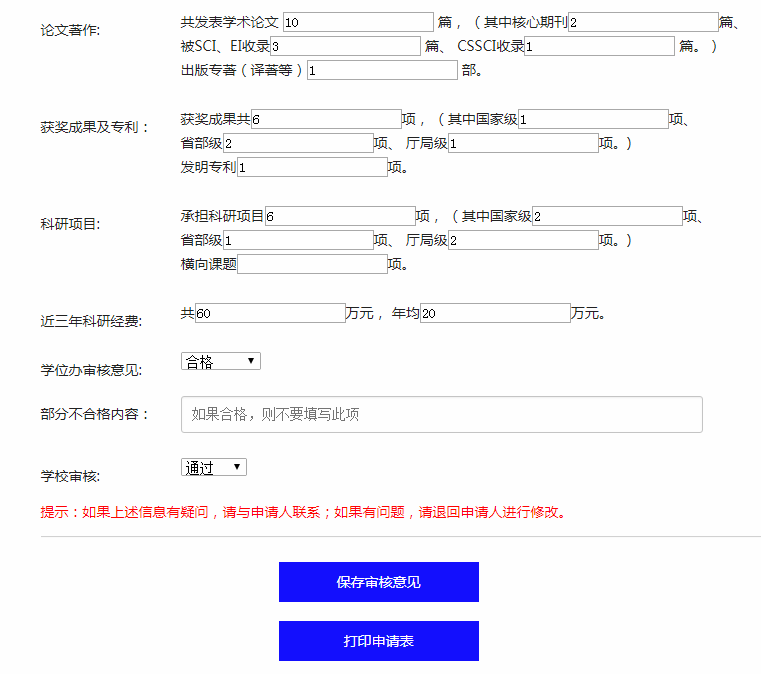 论文著作: 共发表学术论文 10 篇，（其中核心期刊2篇、
被SCI、EI收录3 篇、 CSSCI收录1 篇。）
出版专著（译著等）1 部。
获奖成果及专利： 获奖成果共6项，（其中国家级1项、
省部级2项、 厅局级1项。)
发明专利1项。
科研项目: 承担科研项目6项，（其中国家级2项、
省部级1项、 厅局级2项。)
横向课题项。
近三年科研经费: 共60万元， 年均20万元。
学位办审核意见: 合格
部分不合格内容： 如果合格，则不要填写此项
学校审核: 通过
提示：如果上述信息有疑问，请与申请人联系；如果有问题，请退回申请人进行修改。
保存审核意见
打印申请表